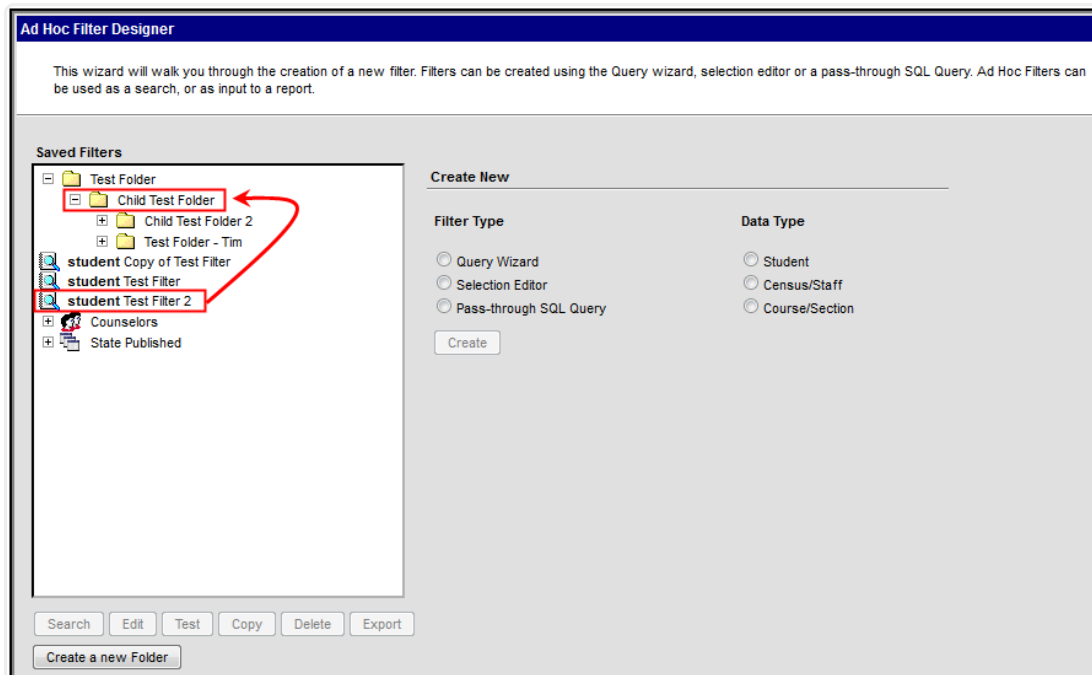 Ad Hoc Filter Designer
This wizard will walk you through the creation of a new filter. Filters can be created using the Query wizard, selection editor or a pass-through SQL Query. Ad Hoc Filters can
be used as a search, or as input to a report.
Saved Filters
Test Folder
Child Test Folder
Child Test Folder 2
Test Folder - Tim
student Copy of Test Filter
student Test Filter
student Test Filter 2
Counselors
State Published
Search Edit Test Copy Delete Export
Create a new Folder
Create New
Filter Type
Query Wizard
Selection Editor
Pass-through SQL Query
Create
Data Type
Student
Census/Staff
Course/Section